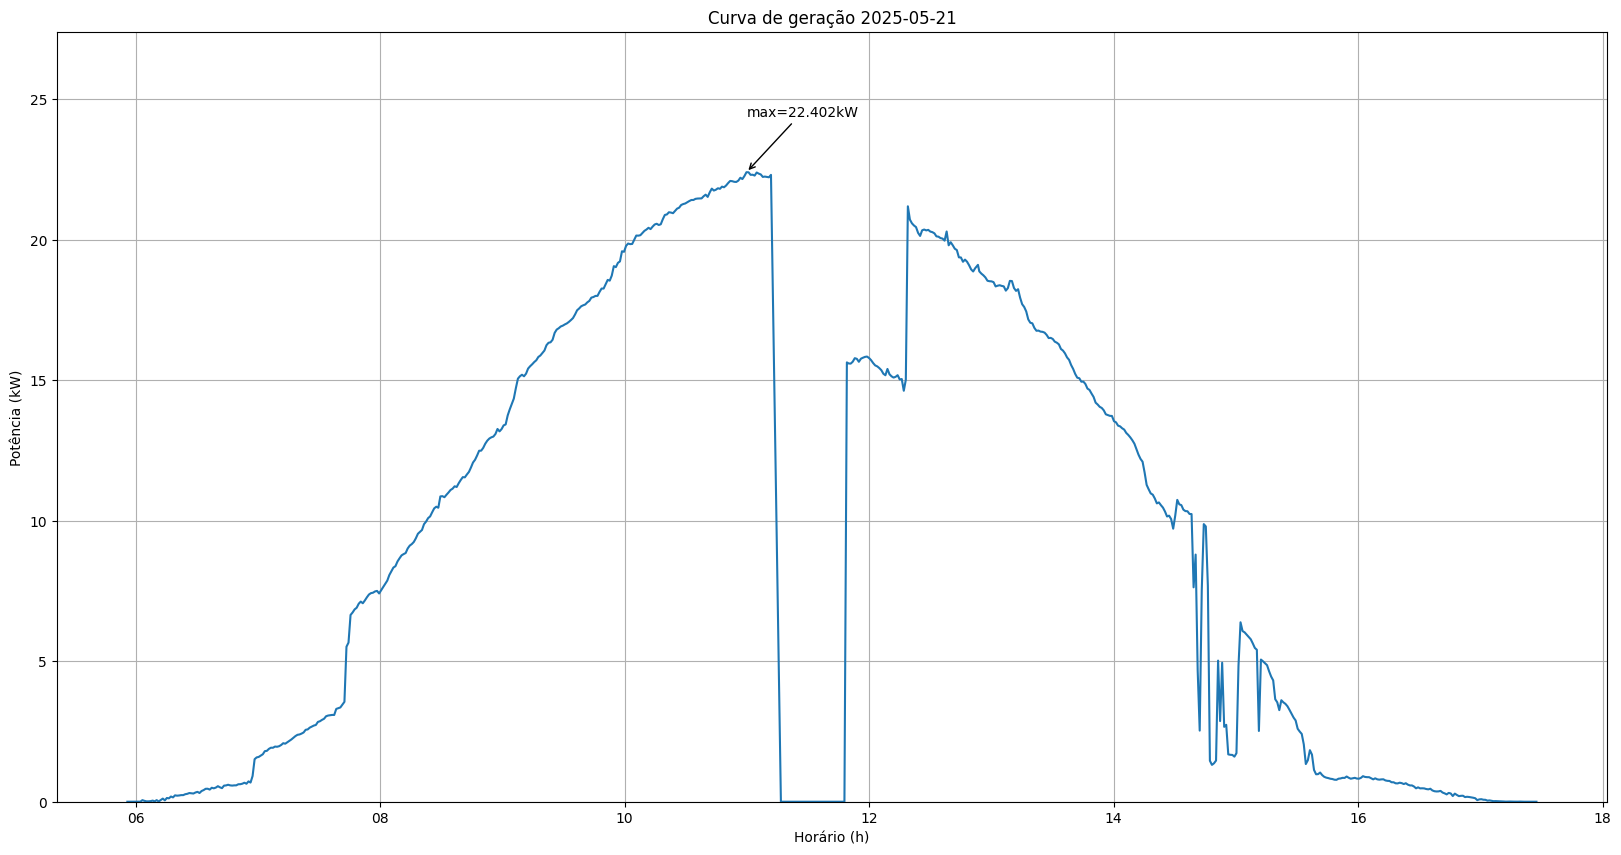 Curva de geração 2025-05-21
max=22.402kW
Potência (kW)
25
20
15
10
5
0
06 08 10 12 14 16 18
Horário (h)